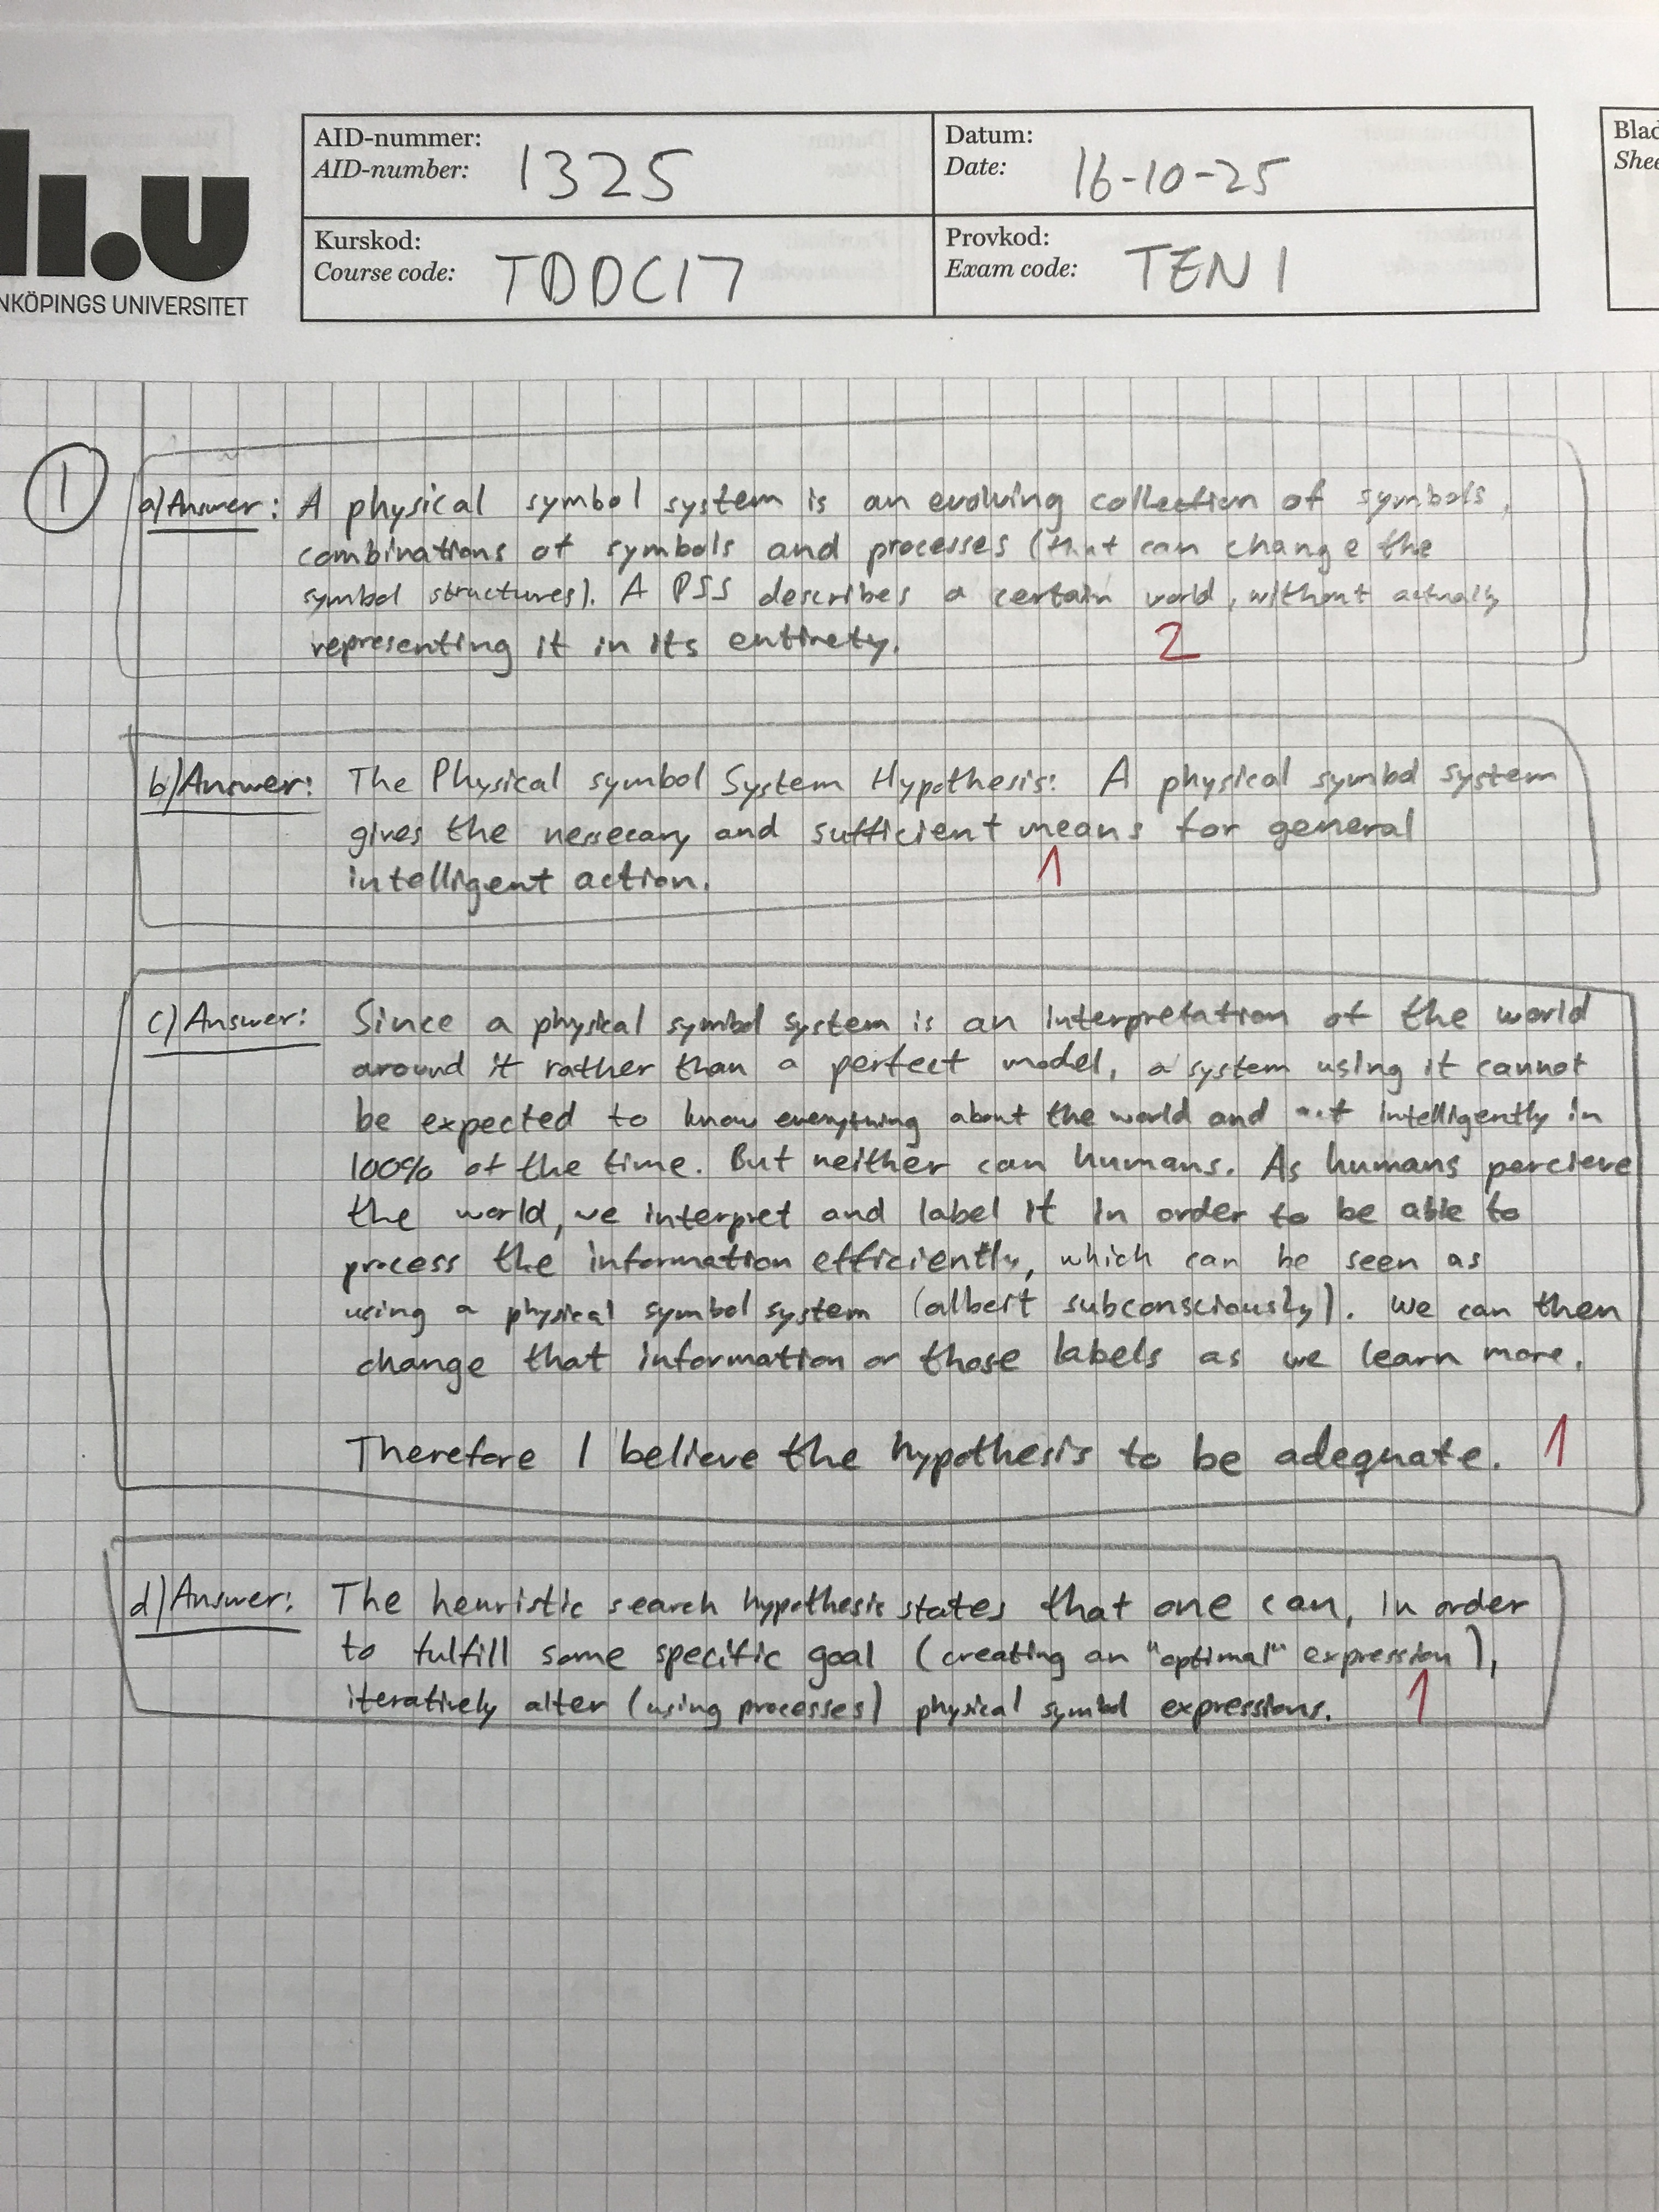 li.u
NKÖPINGS UNIVERSITET
AID-nummer:
AID-number: 1325
Datum:
Date: 16-10-25
Kurskod:
Course code: TDDC17
Provkod:
Exam code: TEN1
Blad
Shee
1
a) Answer: A physical symbol system is an evolving collection of symbols,
combinations of symbols and processes (that can change the
symbol structures). A PSS describes a certain world, without actually
representing it in its entirety.
2
b) Answer: The Physical symbol System Hypothesis: A physical symbol system
gives the nessecary and sufficient means for general
intelligent action.
1
c) Answer: Since a physical symbol system is an interpretation of the world
around it rather than a perfect model, a system using it cannot
be expected to know everything about the world and act intelligently in
100% of the time. But neither can humans. As humans percieve
the world, we interpret and label it in order to be able to
process the information efficiently, which can be seen as
using a physical symbol system (albeit subconsciously). We can then
change that information or those labels as we learn more.
Therefore I believe the hypothesis to be adequate. 1
d) Answer: The heuristic search hypothesis states that one can, in order
to fulfill some specific goal (creating an "optimal" expression),
iteratively alter (using processes) physical symbol expressions. 1